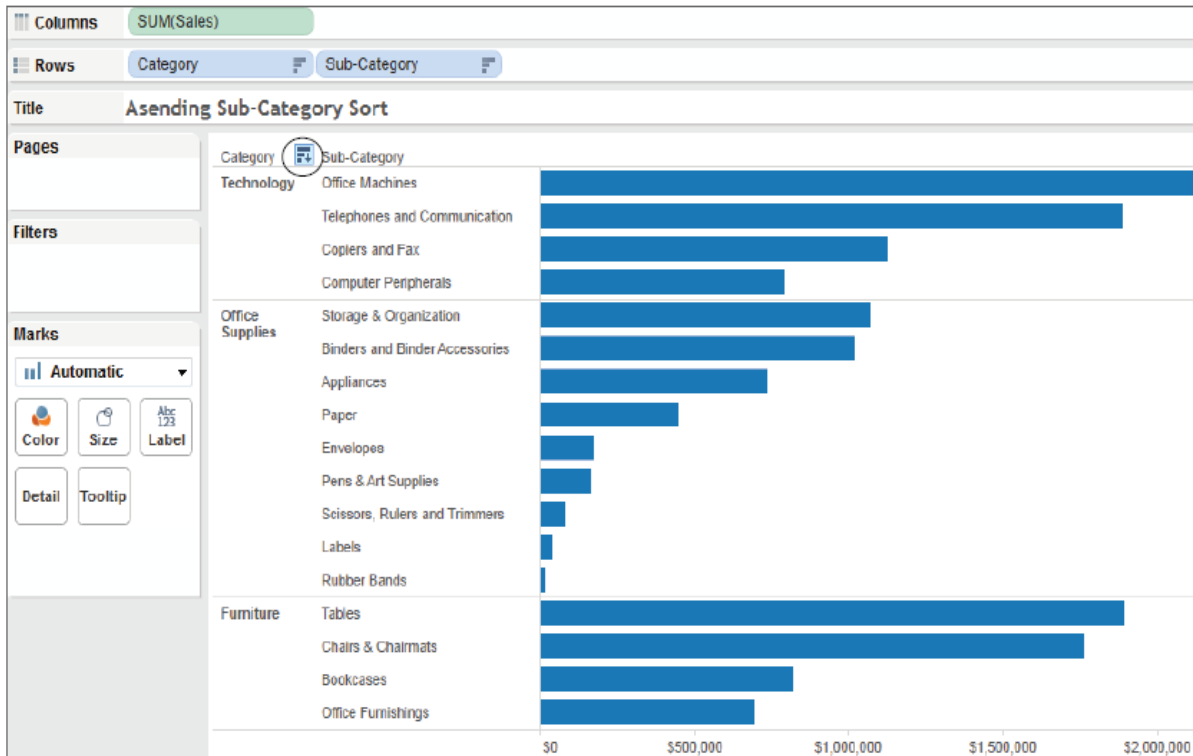 Columns SUM(Sales)
Rows Category Sub-Category
Title Asending Sub-Category Sort
Pages
Filters
Marks
Automatic
Color Size Abc 123 Label
Detail Tooltip
Category Sub-Category
Technology Office Machines
Telephones and Communication
Copiers and Fax
Computer Peripherals
Office Supplies Storage & Organization
Binders and Binder Accessories
Appliances
Paper
Envelopes
Pens & Art Supplies
Scissors, Rulers and Trimmers
Labels
Rubber Bands
Furniture Tables
Chairs & Chairmats
Bookcases
Office Furnishings
$0 $500,000 $1,000,000 $1,500,000 $2,000,000